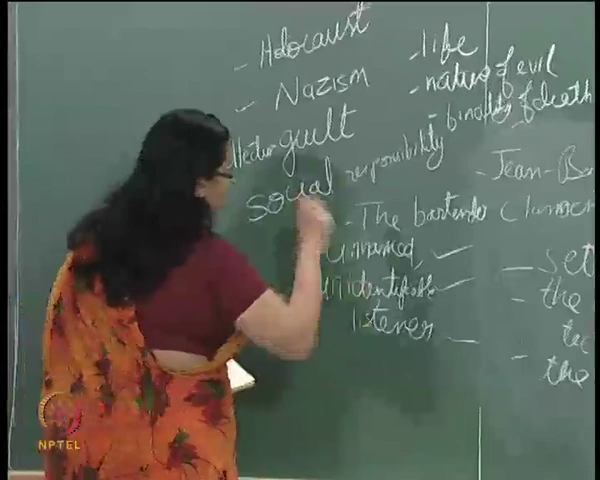 - Holocaust
- Nazism
guilt
social responsibility
- The bartender
unnamed,
unidentifiable
listener
- life
- nature of evil
- of death
- Jean-Ba
- set
- the
- the
NPTEL